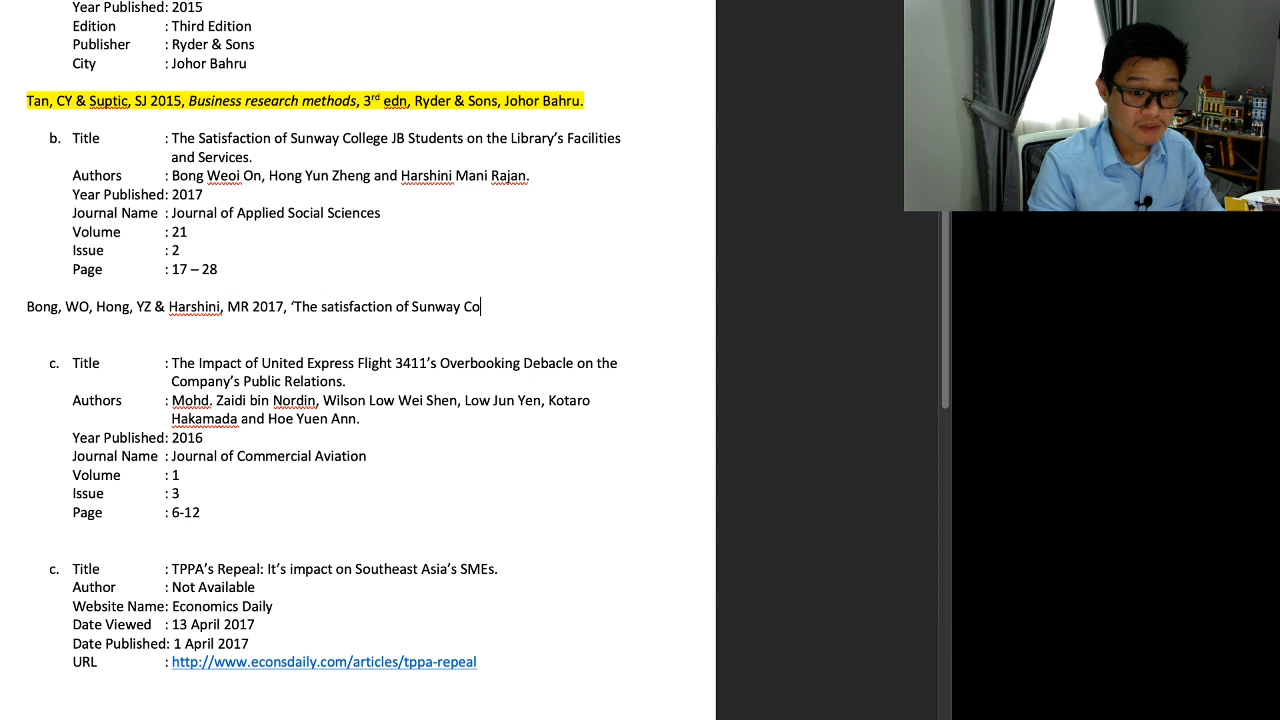 Year Published: 2015
Edition : Third Edition
Publisher : Ryder & Sons
City : Johor Bahru
Tan, CY & Suptic, SJ 2015, Business research methods, 3rd edn, Ryder & Sons, Johor Bahru.
b. Title : The Satisfaction of Sunway College JB Students on the Library’s Facilities
and Services.
Authors : Bong Weoi On, Hong Yun Zheng and Harshini Mani Rajan.
Year Published: 2017
Journal Name : Journal of Applied Social Sciences
Volume : 21
Issue : 2
Page : 17 – 28
Bong, WO, Hong, YZ & Harshini, MR 2017, ‘The satisfaction of Sunway Co
c. Title : The Impact of United Express Flight 3411’s Overbooking Debacle on the
Company’s Public Relations.
Authors : Mohd. Zaidi bin Nordin, Wilson Low Wei Shen, Low Jun Yen, Kotaro
Hakamada and Hoe Yuen Ann.
Year Published: 2016
Journal Name : Journal of Commercial Aviation
Volume : 1
Issue : 3
Page : 6-12
c. Title : TPPA’s Repeal: It’s impact on Southeast Asia’s SMEs.
Author : Not Available
Website Name: Economics Daily
Date Viewed : 13 April 2017
Date Published: 1 April 2017
URL : http://www.econsdaily.com/articles/tppa-repeal